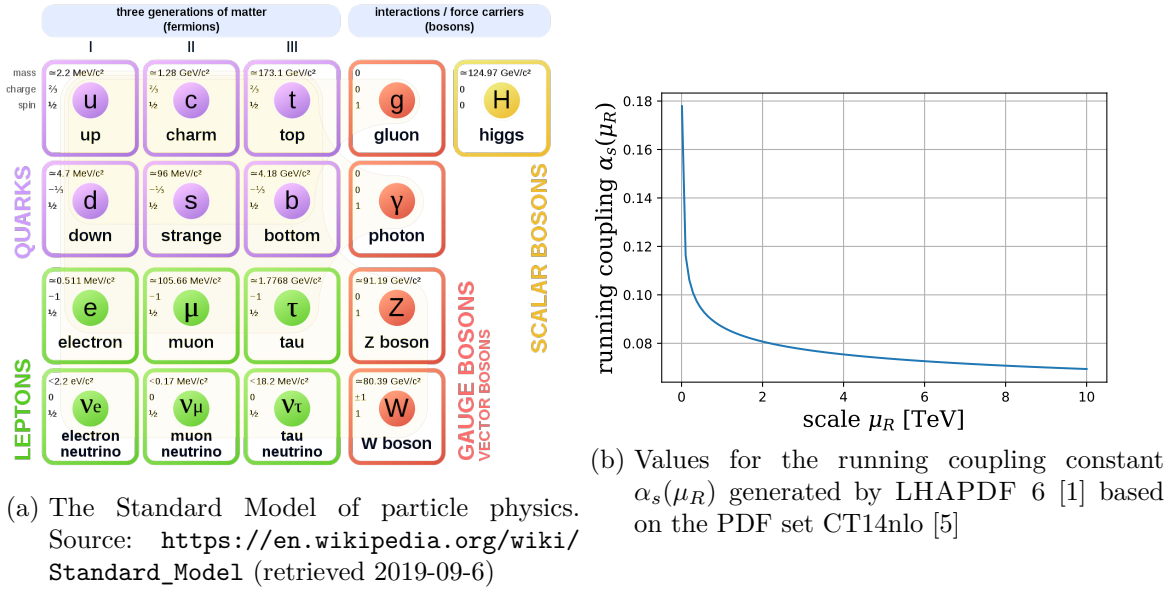 three generations of matter
(fermions)
interactions / force carriers
(bosons)
I
II
III
mass
charge
spin
≃2.2 MeV/c²
⅔
½
u
up
≃1.28 GeV/c²
⅔
½
c
charm
≃173.1 GeV/c²
⅔
½
t
top
0
0
1
g
gluon
≃124.97 GeV/c²
0
0
H
higgs
QUARKS
≃4.7 MeV/c²
−⅓
½
d
down
≃96 MeV/c²
−⅓
½
s
strange
≃4.18 GeV/c²
−⅓
½
b
bottom
0
0
1
γ
photon
SCALAR BOSONS
LEPTONS
≃0.511 MeV/c²
−1
½
e
electron
≃105.66 MeV/c²
−1
½
μ
muon
≃1.7768 GeV/c²
−1
½
τ
tau
≃91.19 GeV/c²
0
1
Z
Z boson
GAUGE BOSONS
VECTOR BOSONS
<2.2 eV/c²
0
½
νe
electron
neutrino
<0.17 MeV/c²
0
½
νμ
muon
neutrino
<18.2 MeV/c²
0
½
ντ
tau
neutrino
≃80.39 GeV/c²
±1
1
W
W boson
(a) The Standard Model of particle physics.
Source: https://en.wikipedia.org/wiki/
Standard_Model (retrieved 2019-09-6)
running coupling αs(μR)
0.18
0.16
0.14
0.12
0.10
0.08
0 2 4 6 8 10
scale μR [TeV]
(b) Values for the running coupling constant
αs(μR) generated by LHAPDF 6 [1] based
on the PDF set CT14nlo [5]